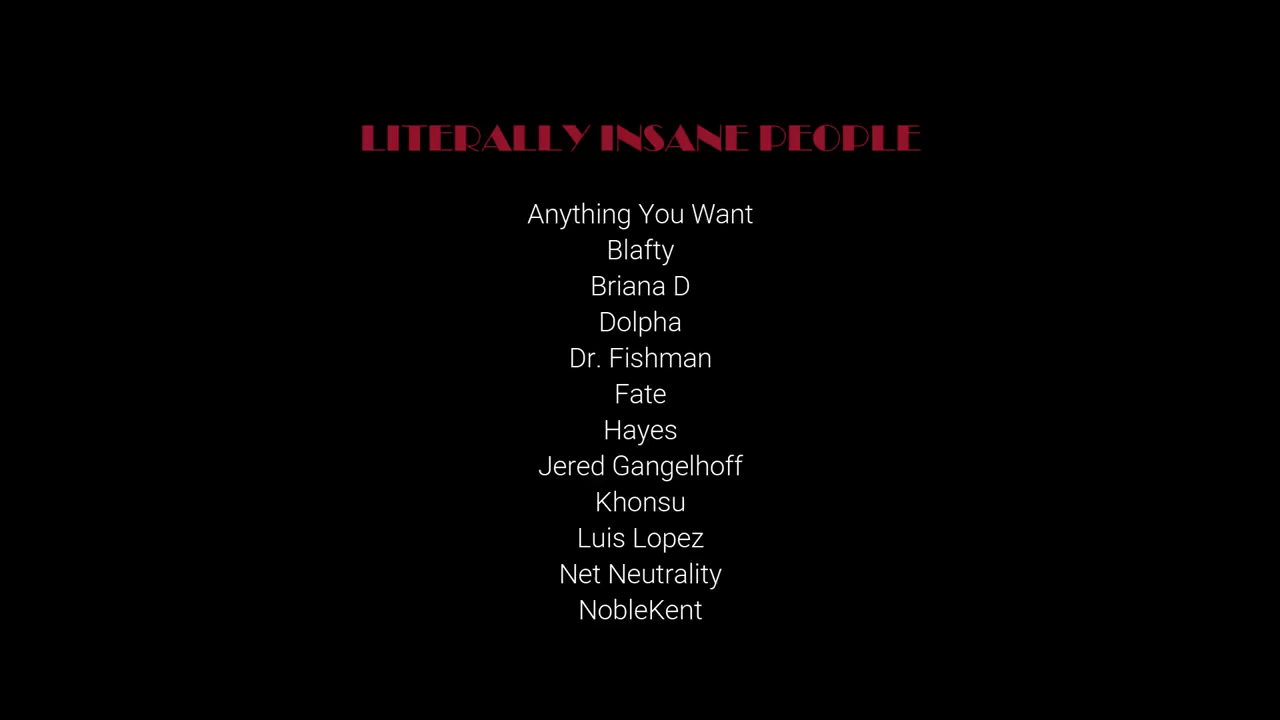 LITERALLY INSANE PEOPLE
Anything You Want
Blafty
Briana D
Dolpha
Dr. Fishman
Fate
Hayes
Jered Gangelhoff
Khonsu
Luis Lopez
Net Neutrality
NobleKent